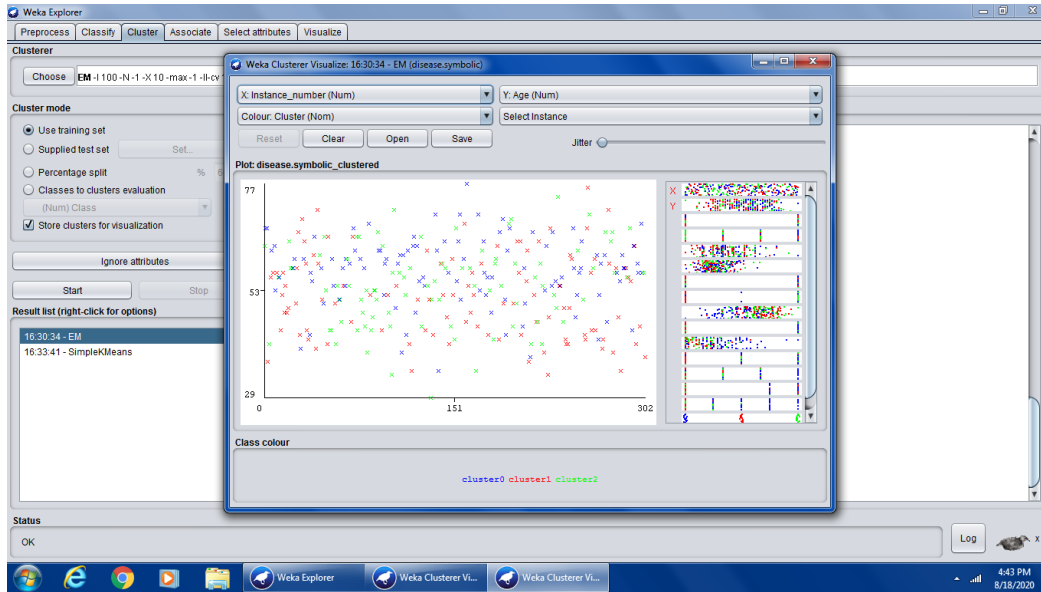 Weka Explorer
Preprocess Classify Cluster Associate Select attributes Visualize
Clusterer
Choose EM -I 100 -N -1 -X 10 -max -1 -ll-cv
Cluster mode
Use training set
Supplied test set Set...
Percentage split % 6
Classes to clusters evaluation
(Num) Class
Store clusters for visualization
Ignore attributes
Start Stop
Result list (right-click for options)
16:30:34 - EM
16:33:41 - SimpleKMeans
Weka Clusterer Visualize: 16:30:34 - EM (disease.symbolic)
X: Instance_number (Num) Y: Age (Num)
Colour: Cluster (Nom) Select Instance
Reset Clear Open Save Jitter
Plot: disease.symbolic_clustered
77
53
29
0 151 302
X
Y
Class colour
cluster0 cluster1 cluster2
Status
OK
Log x
Weka Explorer Weka Clusterer Vi... Weka Clusterer Vi...
4:43 PM
8/18/2020